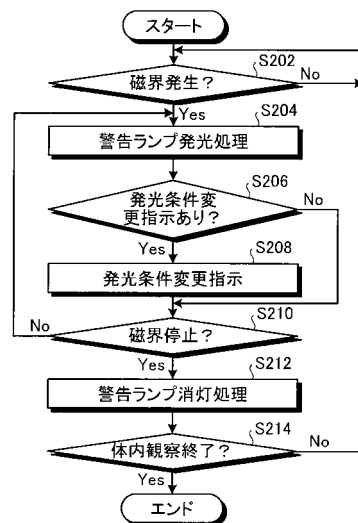 スタート
S202
磁界発生？
No
Yes
S204
警告ランプ発光処理
S206
発光条件変
更指示あり？
No
Yes
S208
発光条件変更指示
S210
磁界停止？
No
Yes
S212
警告ランプ消灯処理
S214
体内観察終了？
No
Yes
エンド